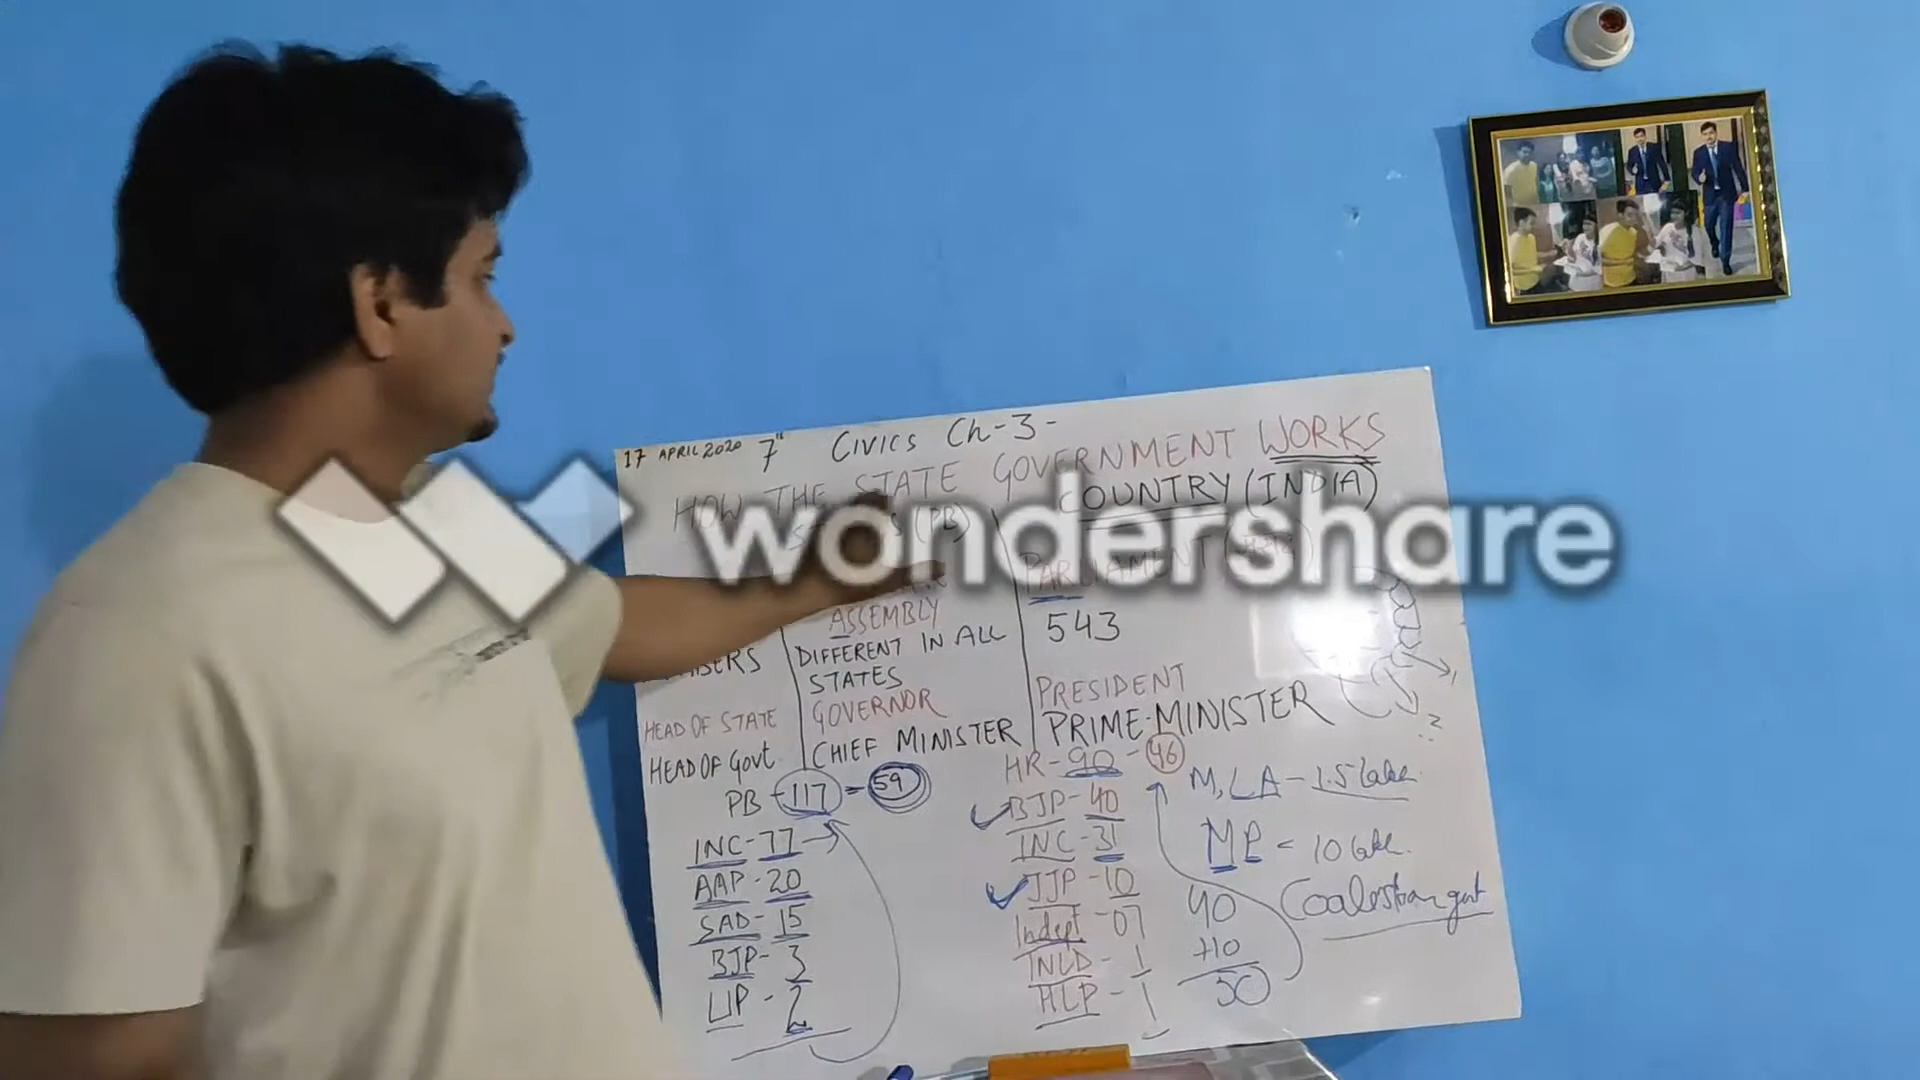 17 APRIL 2020 7th CIVICS Ch-3-
HOW THE STATE GOVERNMENT WORKS
(PB) COUNTRY (INDIA)
wondershare
PARLIAMENT
ASSEMBLY
DIFFERENT IN ALL STATES
543
HEAD OF STATE GOVERNOR PRESIDENT
HEAD OF Govt. CHIEF MINISTER PRIME-MINISTER
PB - 117 = 59
INC - 77
AAP - 20
SAD - 15
BJP - 3
LIP - 2
HR - 90 - 46
BJP - 40
INC - 31
JJP - 10
Indept - 07
INLD - 1
HLP - 1
M,LA - 1.5 lakh.
MP = 10 lakh.
40
+10
50